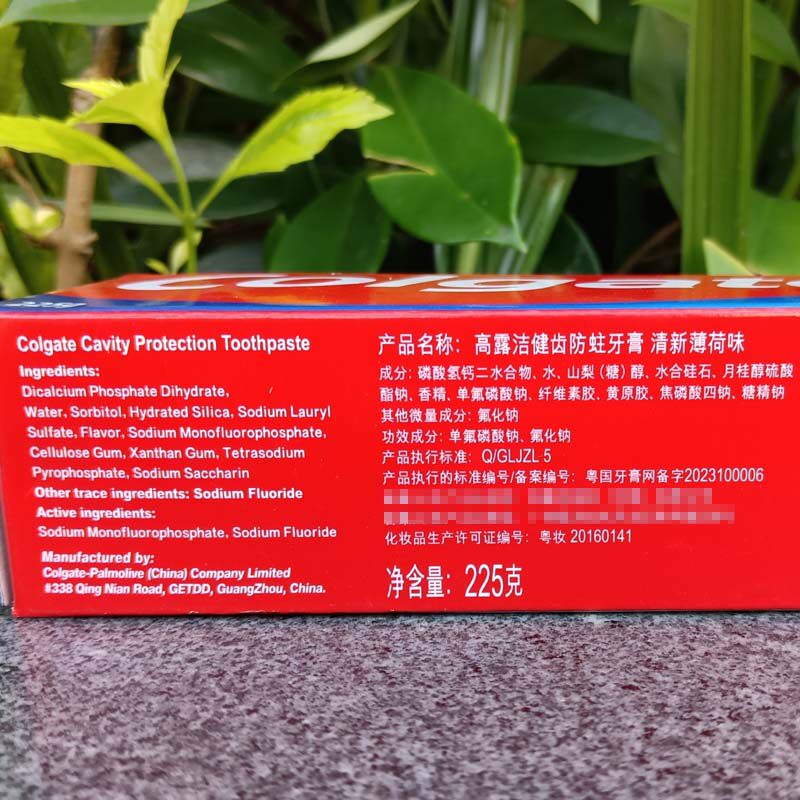 Colgate
225g
Colgate Cavity Protection Toothpaste
Ingredients:
Dicalcium Phosphate Dihydrate,
Water, Sorbitol, Hydrated Silica, Sodium Lauryl
Sulfate, Flavor, Sodium Monofluorophosphate,
Cellulose Gum, Xanthan Gum, Tetrasodium
Pyrophosphate, Sodium Saccharin
Other trace ingredients: Sodium Fluoride
Active ingredients:
Sodium Monofluorophosphate, Sodium Fluoride
Manufactured by:
Colgate-Palmolive (China) Company Limited
#338 Qing Nian Road, GETDD, GuangZhou, China.
产品名称: 高露洁健齿防蛀牙膏 清新薄荷味
成分: 磷酸氢钙二水合物、水、山梨(糖)醇、水合硅石、月桂醇硫酸
酯钠、香精、单氟磷酸钠、纤维素胶、黄原胶、焦磷酸四钠、糖精钠
其他微量成分: 氟化钠
功效成分: 单氟磷酸钠、氟化钠
产品执行标准: Q/GLJZL 5
产品执行的标准编号/备案编号: 粤国牙膏网备字2023100006
化妆品生产许可证编号: 粤妆 20160141
净含量: 225克